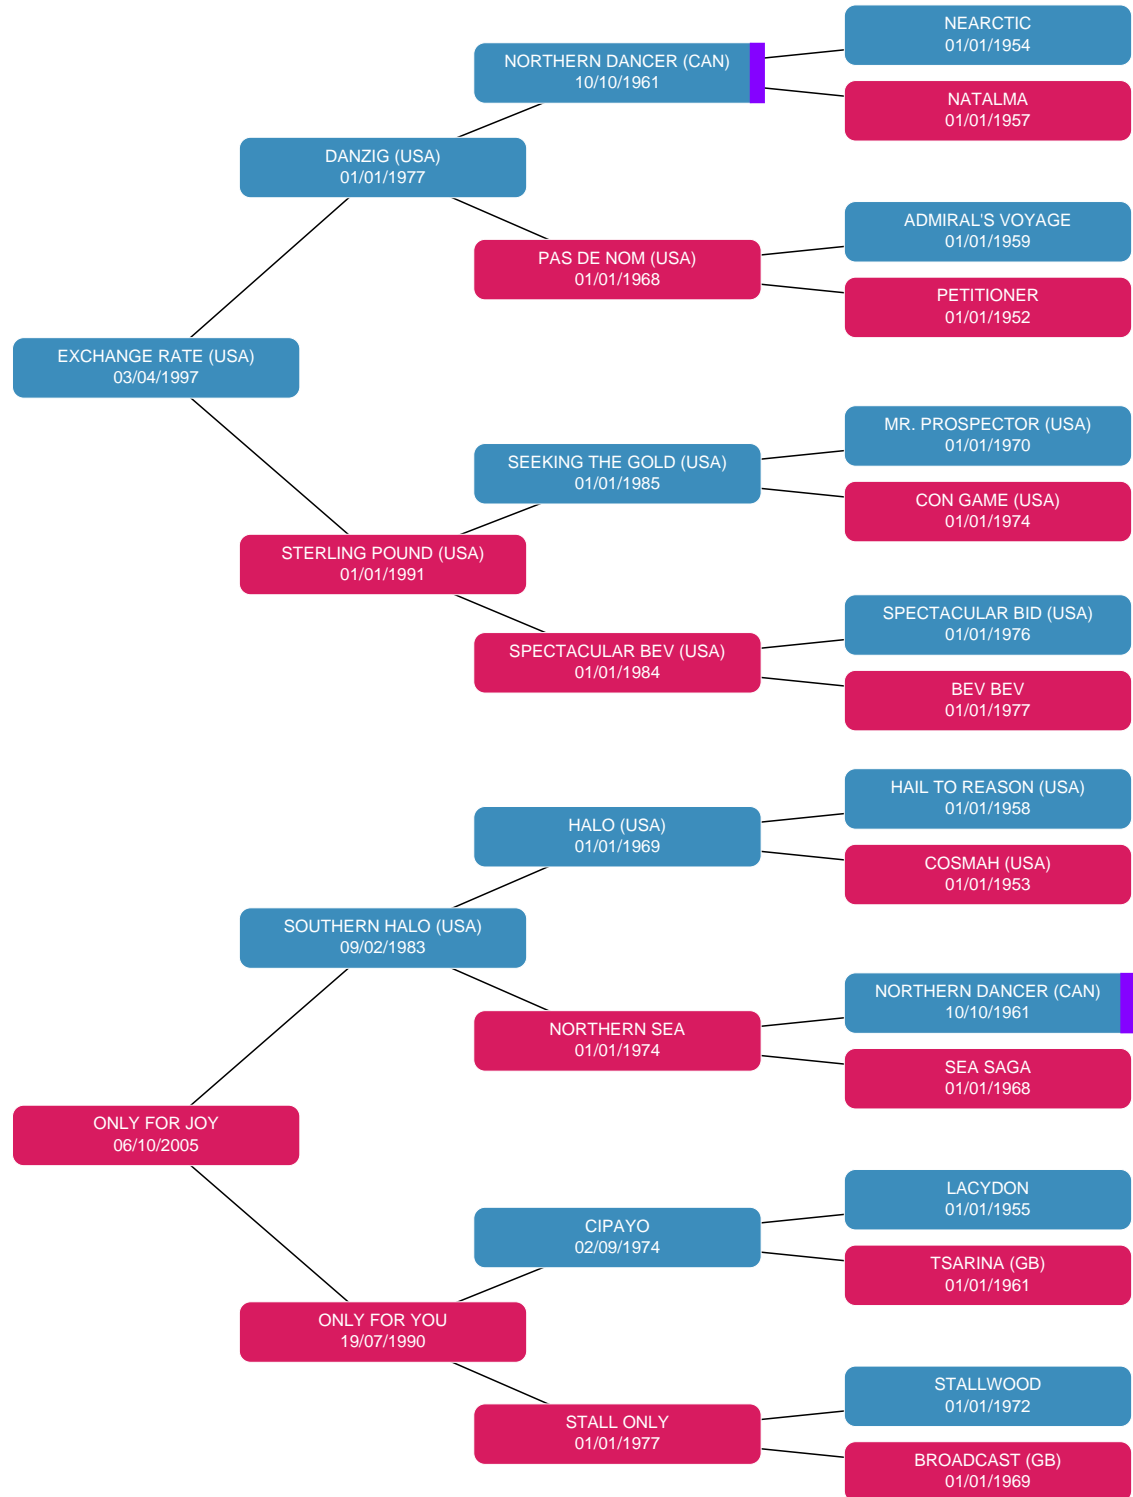 NEARCTIC
01/01/1954
NORTHERN DANCER (CAN)
10/10/1961
NATALMA
01/01/1957
DANZIG (USA)
01/01/1977
ADMIRAL'S VOYAGE
01/01/1959
PAS DE NOM (USA)
01/01/1968
PETITIONER
01/01/1952
EXCHANGE RATE (USA)
03/04/1997
MR. PROSPECTOR (USA)
01/01/1970
SEEKING THE GOLD (USA)
01/01/1985
CON GAME (USA)
01/01/1974
STERLING POUND (USA)
01/01/1991
SPECTACULAR BID (USA)
01/01/1976
SPECTACULAR BEV (USA)
01/01/1984
BEV BEV
01/01/1977
HAIL TO REASON (USA)
01/01/1958
HALO (USA)
01/01/1969
COSMAH (USA)
01/01/1953
SOUTHERN HALO (USA)
09/02/1983
NORTHERN DANCER (CAN)
10/10/1961
NORTHERN SEA
01/01/1974
SEA SAGA
01/01/1968
ONLY FOR JOY
06/10/2005
LACYDON
01/01/1955
CIPAYO
02/09/1974
TSARINA (GB)
01/01/1961
ONLY FOR YOU
19/07/1990
STALLWOOD
01/01/1972
STALL ONLY
01/01/1977
BROADCAST (GB)
01/01/1969